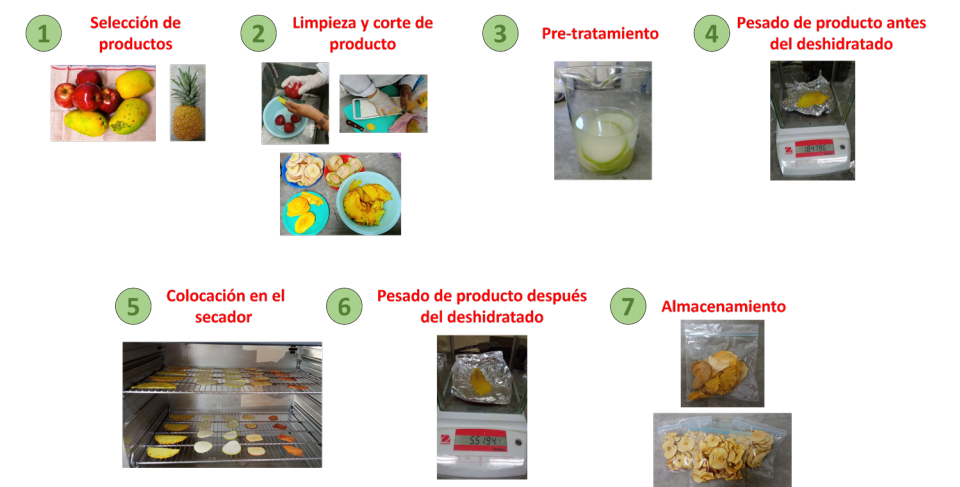 1
Selección de
productos
2
Limpieza y corte de
producto
3
Pre-tratamiento
4
Pesado de producto antes
del deshidratado
5
Colocación en el
secador
6
Pesado de producto después
del deshidratado
7
Almacenamiento